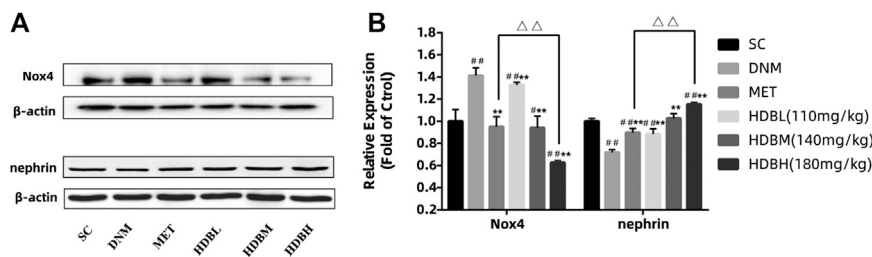 A
Nox4
β-actin
nephrin
β-actin
SC
DNM
MET
HDBL
HDBM
HDBH
B
Relative Expression
(Fold of Ctrol)
1.8
1.6
1.4
1.2
1.0
0.8
0.6
0.4
0.2
△ △
△ △
##
**
##**
#**
##**
##
##**
##**
**
##**
Nox4
nephrin
SC
DNM
MET
HDBL(110mg/kg)
HDBM(140mg/kg)
HDBH(180mg/kg)